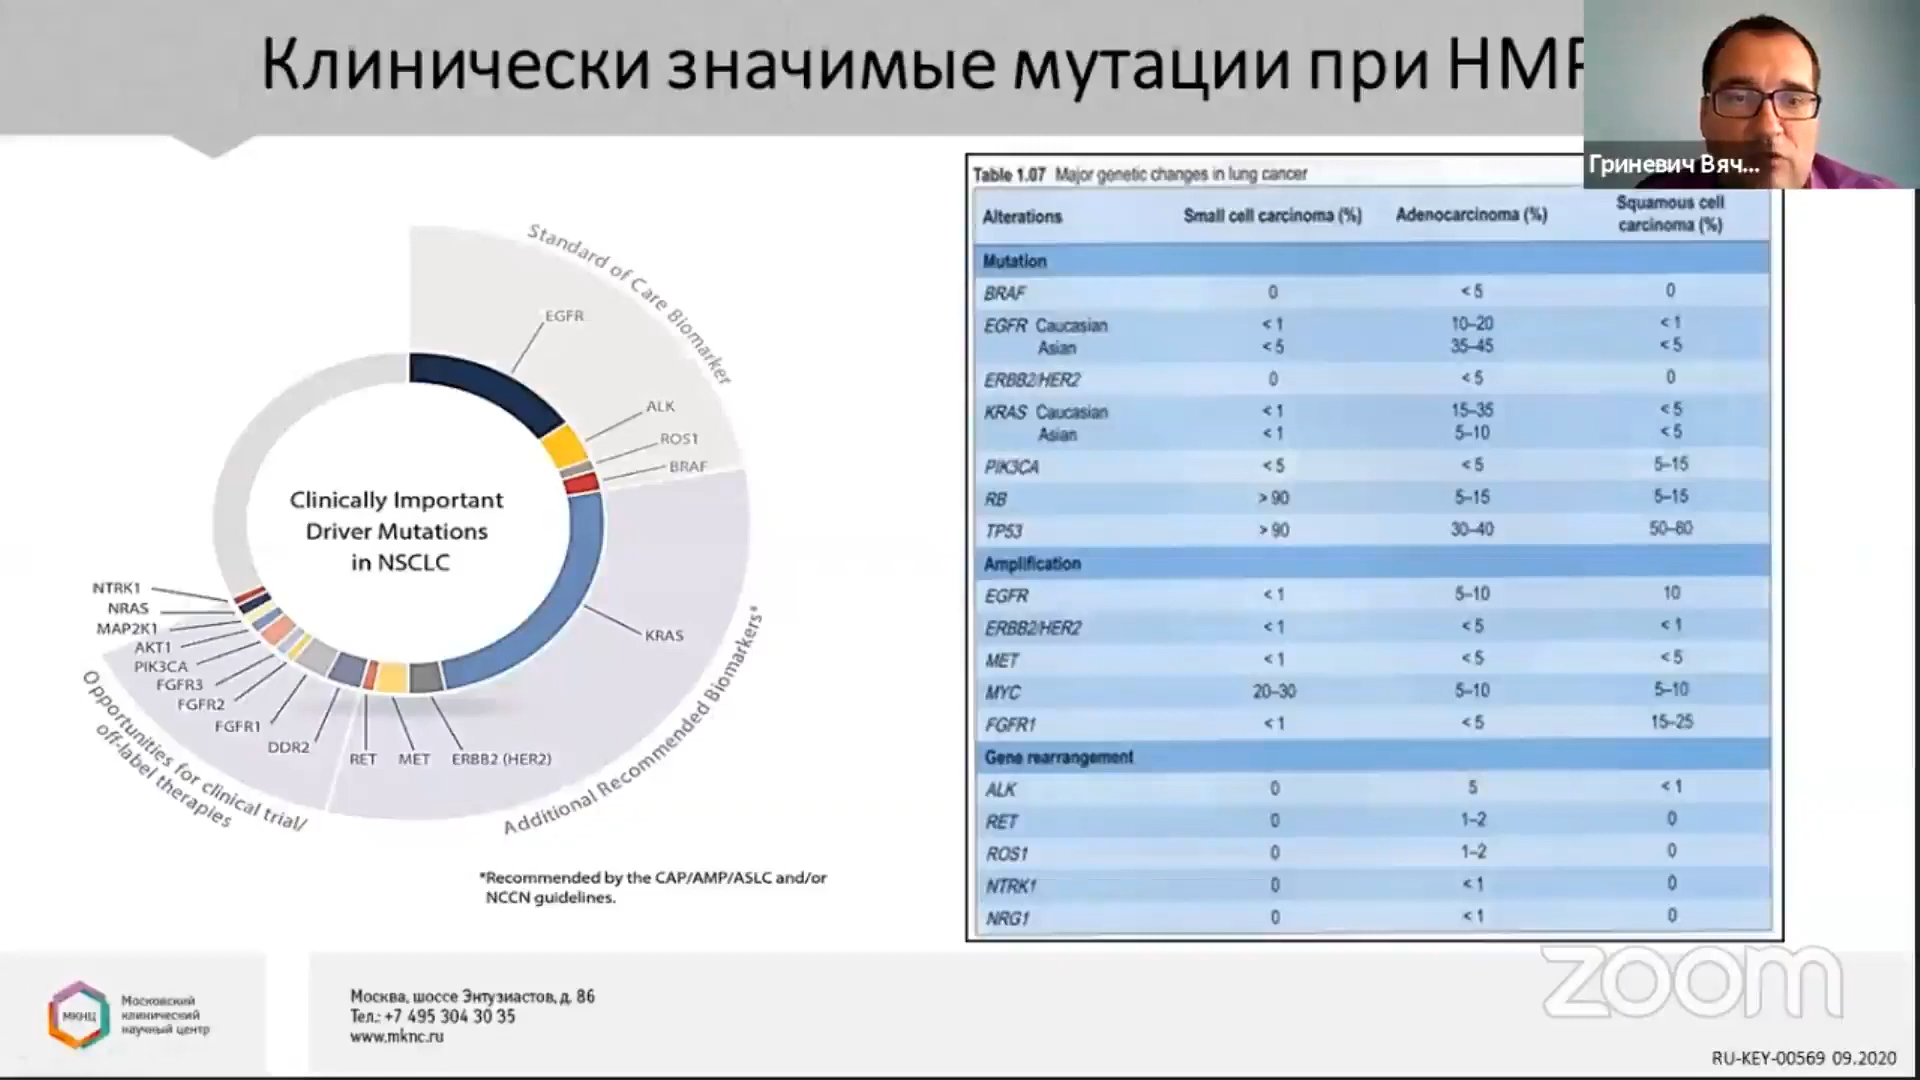 Клинически значимые мутации при НМР
Гриневич Вяч...
Standard of Care Biomarker
EGFR
ALK
ROS1
BRAF
Clinically Important
Driver Mutations
in NSCLC
KRAS
NTRK1
NRAS
MAP2K1
AKT1
PIK3CA
FGFR3
FGFR2
FGFR1
DDR2
RET
MET
ERBB2 (HER2)
Additional Recommended Biomarkers*
Opportunities for clinical trial/
off-label therapies
*Recommended by the CAP/AMP/ASLC and/or
NCCN guidelines.
Table 1.07 Major genetic changes in lung cancer
Alterations Small cell carcinoma (%) Adenocarcinoma (%) Squamous cell carcinoma (%)
Mutation
BRAF 0 < 5 0
EGFR Caucasian < 1 10–20 < 1
Asian < 5 35–45 < 5
ERBB2/HER2 0 < 5 0
KRAS Caucasian < 1 15–35 < 5
Asian < 1 5–10 < 5
PIK3CA < 5 < 5 5–15
RB > 90 5–15 5–15
TP53 > 90 30–40 50–80
Amplification
EGFR < 1 5–10 10
ERBB2/HER2 < 1 < 5 < 1
MET < 1 < 5 < 5
MYC 20–30 5–10 5–10
FGFR1 < 1 < 5 15–25
Gene rearrangement
ALK 0 5 < 1
RET 0 1–2 0
ROS1 0 1–2 0
NTRK1 0 < 1 0
NRG1 0 < 1 0
МКНЦ
Московский
клинический
научный центр
Москва, шоссе Энтузиастов, д. 86
Тел.: +7 495 304 30 35
www.mknc.ru
zoom
RU-KEY-00569 09.2020